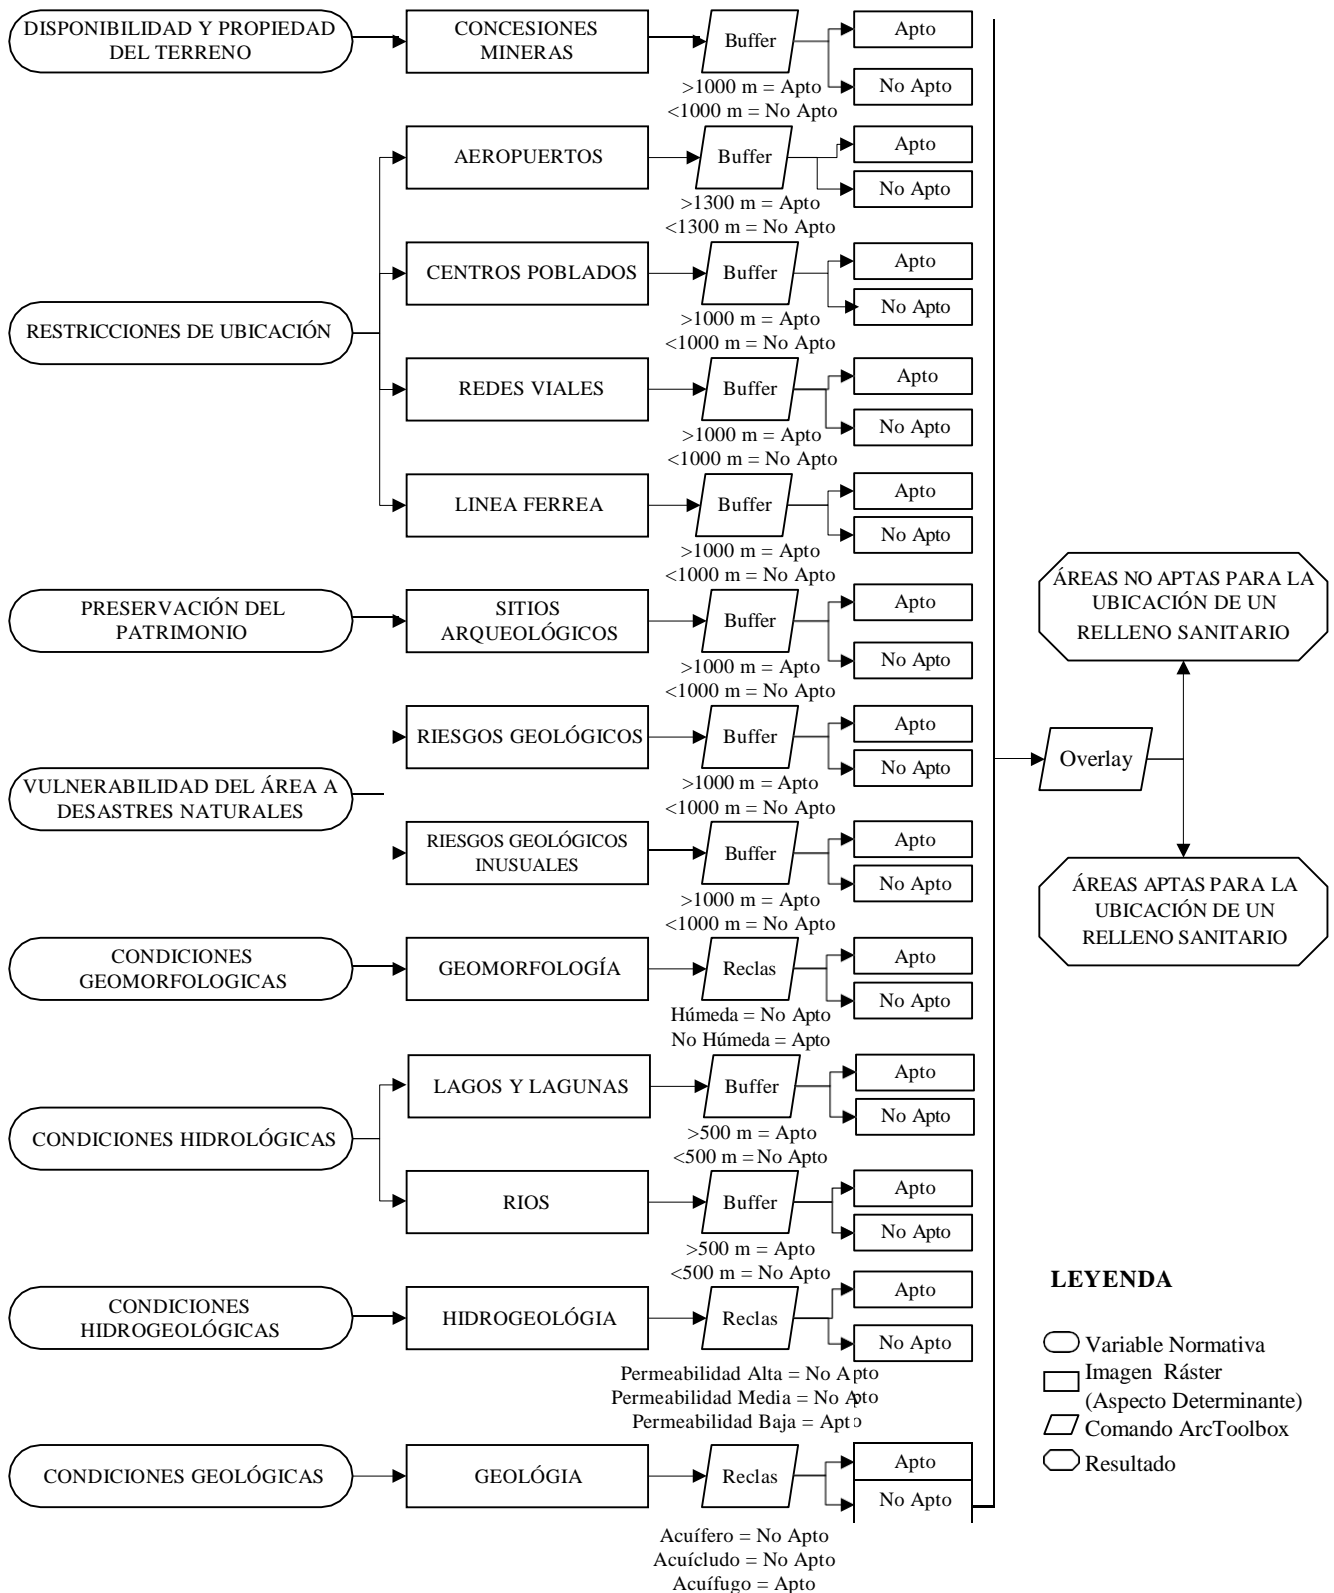 DISPONIBILIDAD Y PROPIEDAD
DEL TERRENO
CONCESIONES
MINERAS
Buffer
Apto
No Apto
>1000 m = Apto
<1000 m = No Apto
AEROPUERTOS
Buffer
Apto
No Apto
>1300 m = Apto
<1300 m = No Apto
RESTRICCIONES DE UBICACIÓN
CENTROS POBLADOS
Buffer
Apto
No Apto
>1000 m = Apto
<1000 m = No Apto
REDES VIALES
Buffer
Apto
No Apto
>1000 m = Apto
<1000 m = No Apto
LINEA FERREA
Buffer
Apto
No Apto
>1000 m = Apto
<1000 m = No Apto
PRESERVACIÓN DEL
PATRIMONIO
SITIOS
ARQUEOLÓGICOS
Buffer
Apto
No Apto
>1000 m = Apto
<1000 m = No Apto
VULNERABILIDAD DEL ÁREA A
DESASTRES NATURALES
RIESGOS GEOLÓGICOS
Buffer
Apto
No Apto
>1000 m = Apto
<1000 m = No Apto
RIESGOS GEOLÓGICOS
INUSUALES
Buffer
Apto
No Apto
>1000 m = Apto
<1000 m = No Apto
CONDICIONES
GEOMORFOLOGICAS
GEOMORFOLOGÍA
Reclas
Apto
No Apto
Húmeda = No Apto
No Húmeda = Apto
CONDICIONES HIDROLÓGICAS
LAGOS Y LAGUNAS
Buffer
Apto
No Apto
>500 m = Apto
<500 m = No Apto
RIOS
Buffer
Apto
No Apto
>500 m = Apto
<500 m = No Apto
CONDICIONES
HIDROGEOLÓGICAS
HIDROGEOLÓGIA
Reclas
Apto
No Apto
Permeabilidad Alta = No Apto
Permeabilidad Media = No Apto
Permeabilidad Baja = Apto
CONDICIONES GEOLÓGICAS
GEOLÓGIA
Reclas
Apto
No Apto
Acuífero = No Apto
Acuícludo = No Apto
Acuífugo = Apto
ÁREAS NO APTAS PARA LA
UBICACIÓN DE UN
RELLENO SANITARIO
Overlay
ÁREAS APTAS PARA LA
UBICACIÓN DE UN
RELLENO SANITARIO
LEYENDA
Variable Normativa
Imagen Ráster
(Aspecto Determinante)
Comando ArcToolbox
Resultado